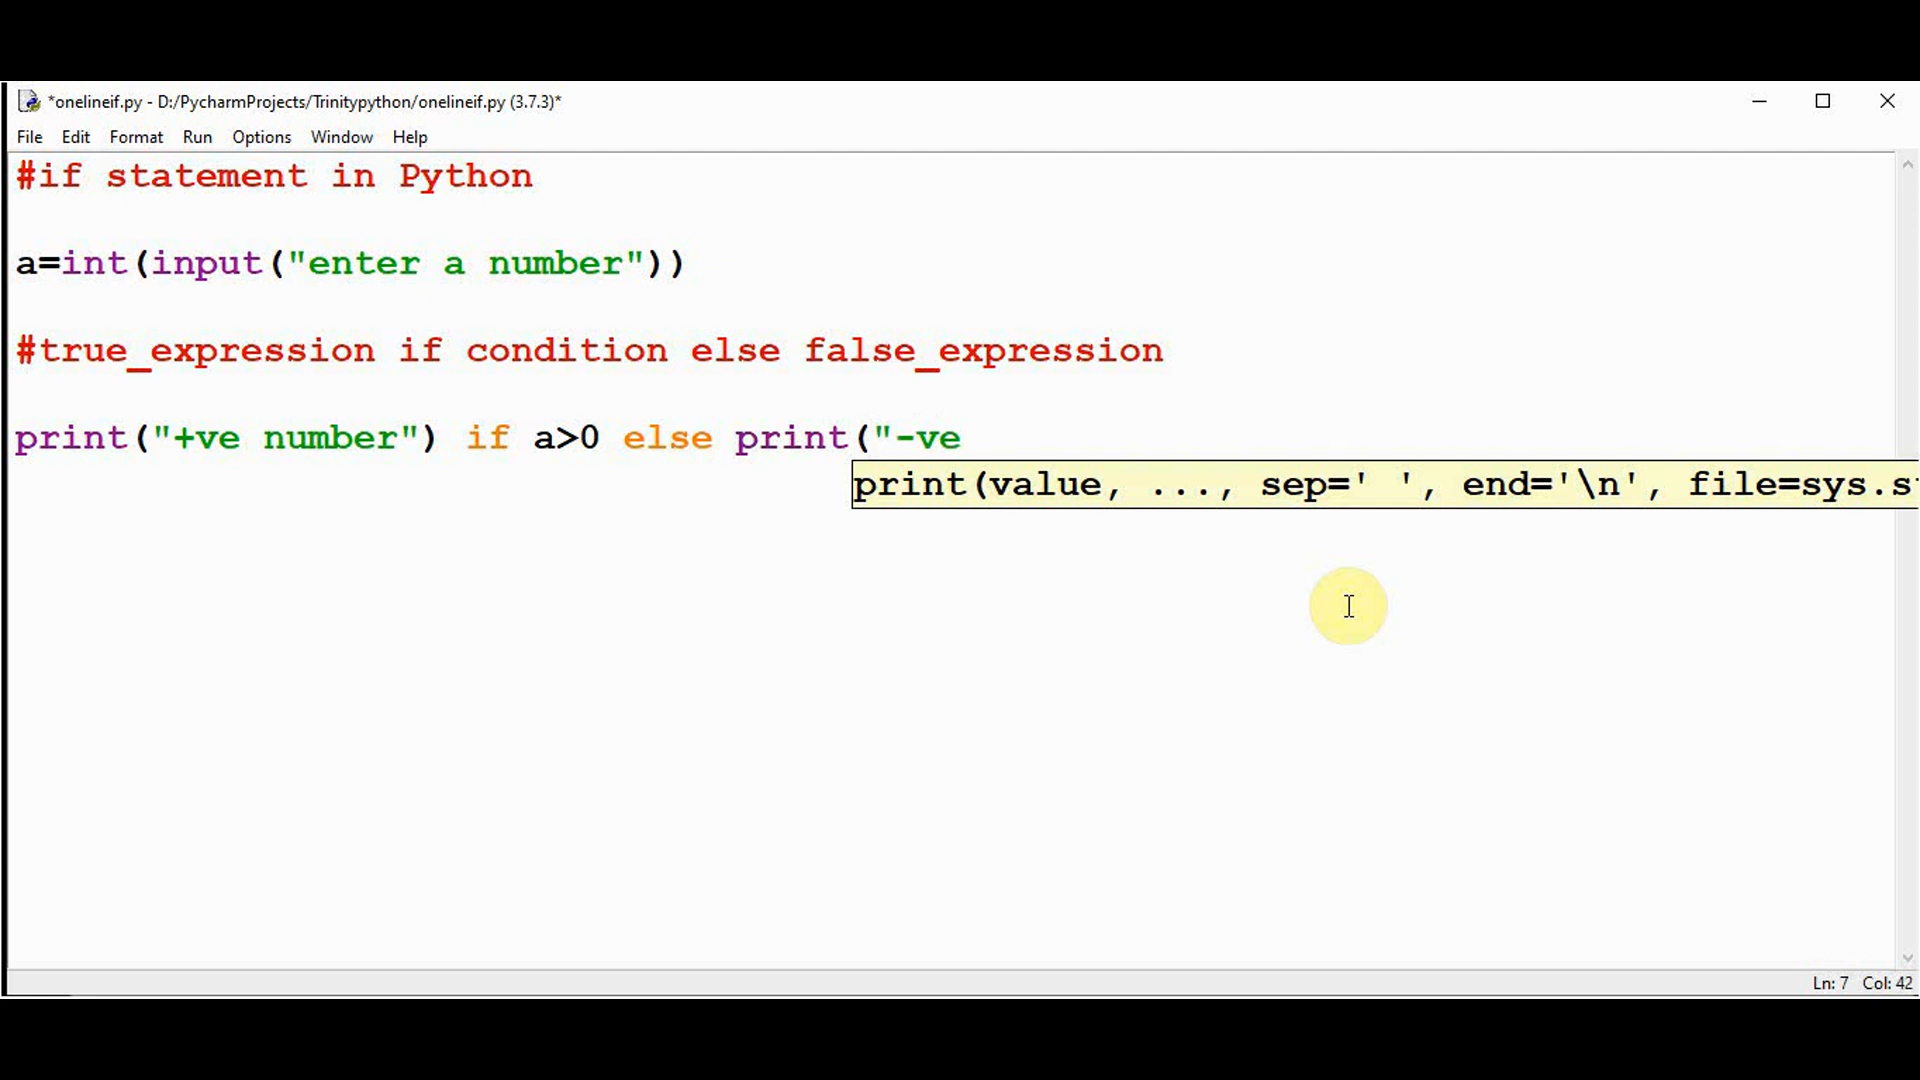 *onelineif.py - D:/PycharmProjects/Trinitypython/onelineif.py (3.7.3)*
File Edit Format Run Options Window Help
#if statement in Python
a=int(input("enter a number"))
#true_expression if condition else false_expression
print("+ve number") if a>0 else print("-ve
print(value, ..., sep=' ', end='\n', file=sys.s
Ln: 7 Col: 42